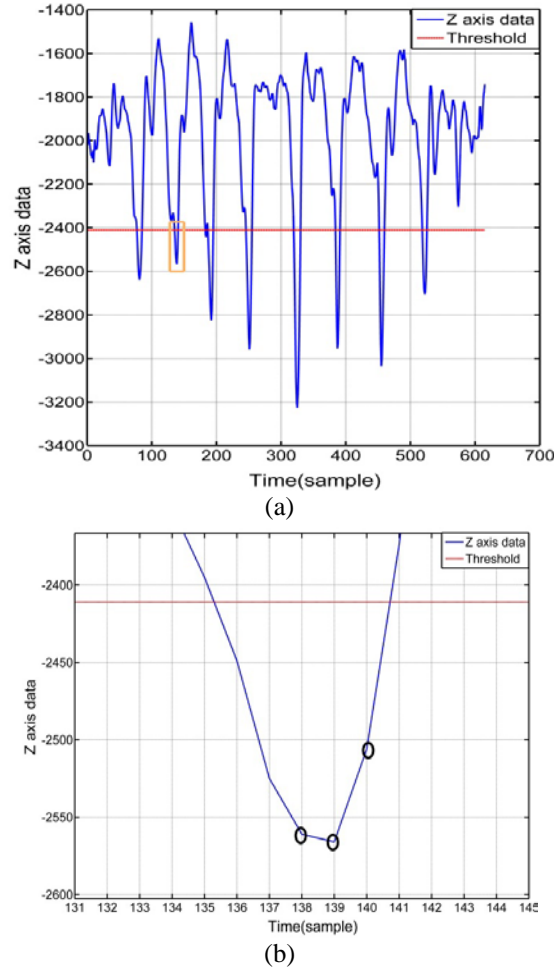 Z axis data
Threshold
-1400
-1600
-1800
-2000
-2200
-2400
-2600
-2800
-3000
-3200
-3400
Z axis data
0 100 200 300 400 500 600 700
Time(sample)
(a)
Z axis data
Threshold
-2400
-2450
-2500
-2550
-2600
Z axis data
131 132 133 134 135 136 137 138 139 140 141 142 143 144 145
Time(sample)
(b)